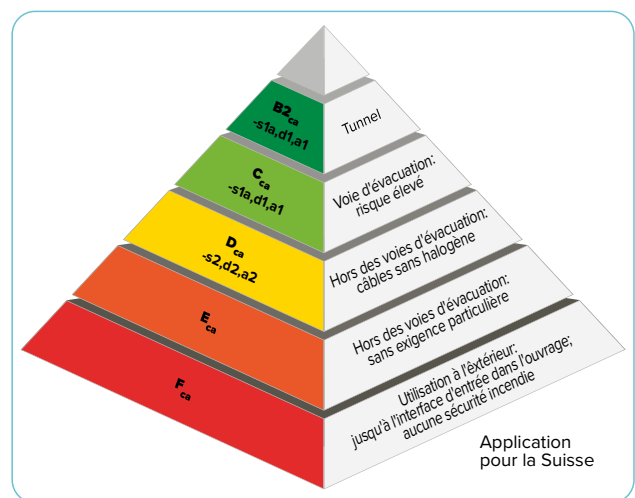 B2ca
-s1a,d1,a1
Tunnel
Cca
-s1a,d1,a1
Voie d'évacuation:
risque élevé
Dca
-s2,d2,a2
Hors des voies d'évacuation:
câbles sans halogène
Eca
Hors des voies d'évacuation:
sans exigence particulière
Fca
Utilisation à l'éxtérieur:
jusqu'à l'interface d'entrée dans l'ouvrage;
aucune sécurité incendie
Application
pour la Suisse